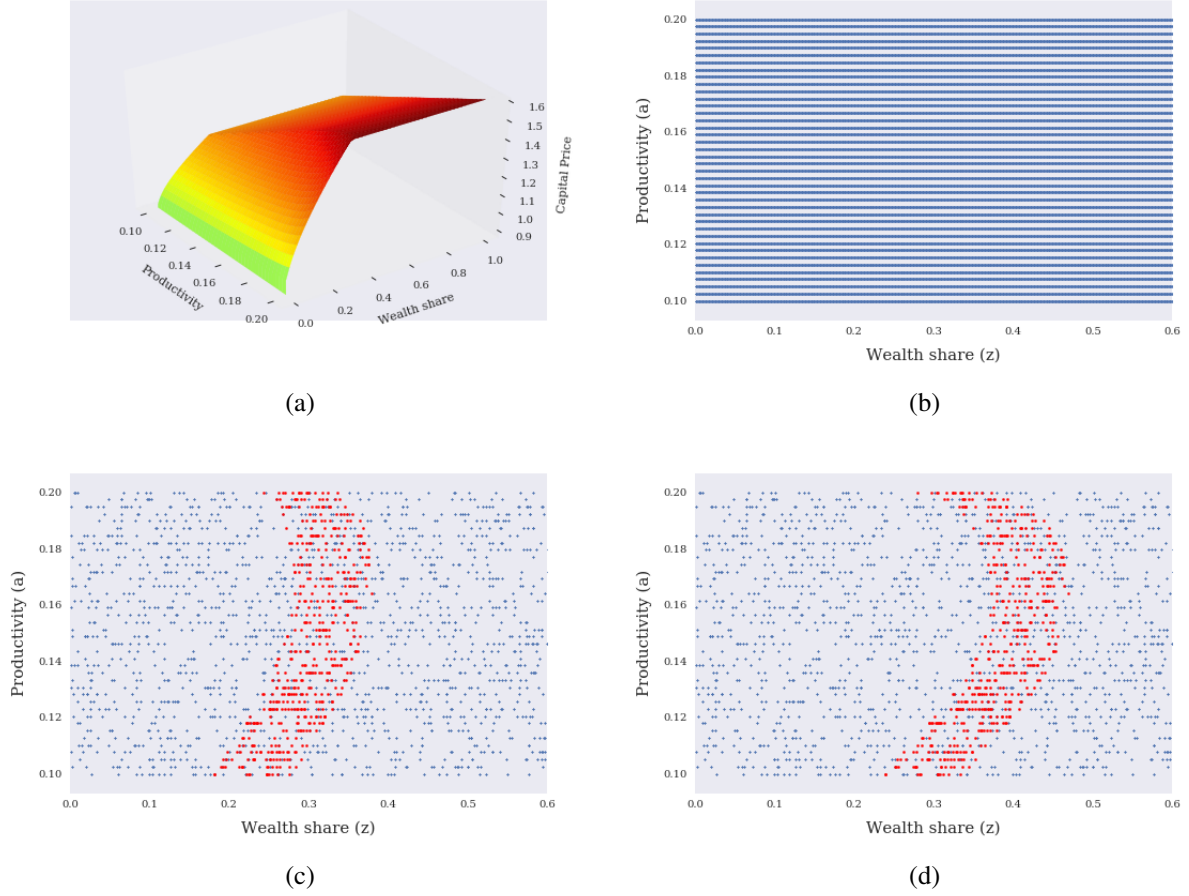 1.6
1.5
1.4
1.3
1.2
1.1
1.0
0.9
Capital Price
0.10
0.12
0.14
0.16
0.18
0.20
Productivity
0.0
0.2
0.4
0.6
0.8
1.0
Wealth share
(a)
0.20
0.18
0.16
0.14
0.12
0.10
Productivity (a)
0.0 0.1 0.2 0.3 0.4 0.5 0.6
Wealth share (z)
(b)
0.20
0.18
0.16
0.14
0.12
0.10
Productivity (a)
0.0 0.1 0.2 0.3 0.4 0.5 0.6
Wealth share (z)
(c)
0.20
0.18
0.16
0.14
0.12
0.10
Productivity (a)
0.0 0.1 0.2 0.3 0.4 0.5 0.6
Wealth share (z)
(d)